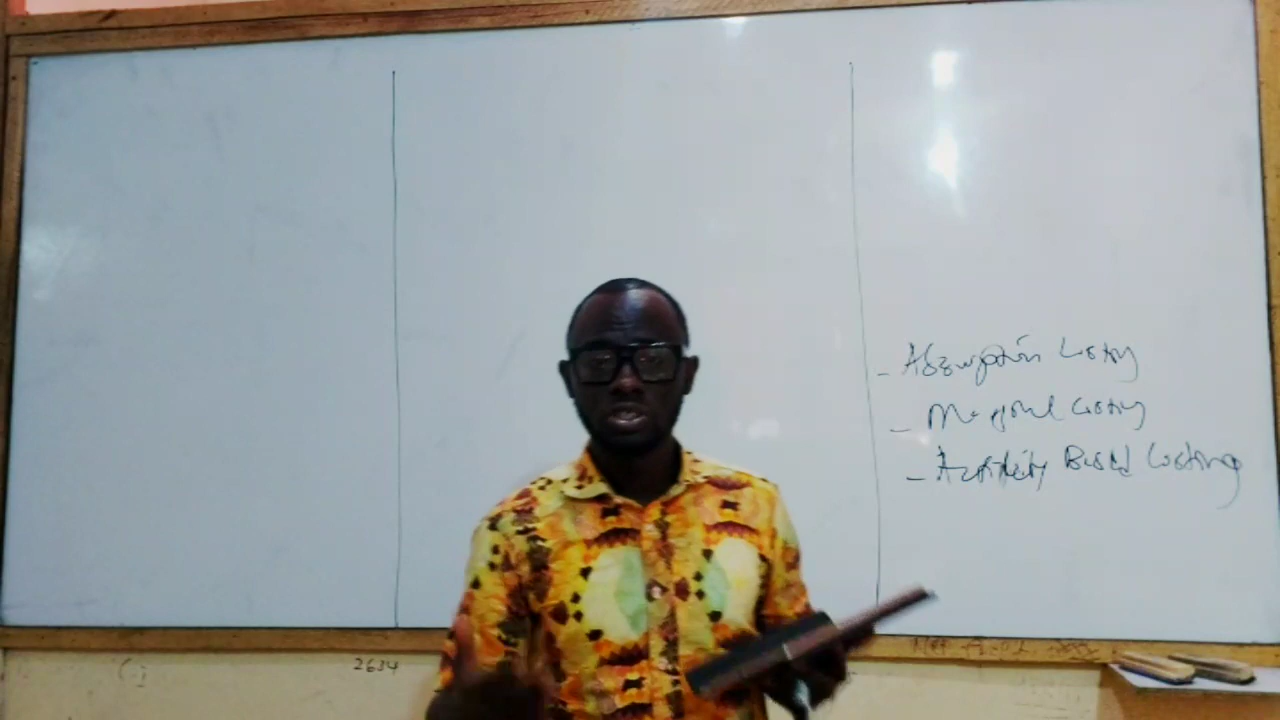 - Absorption Costing
- Marginal Costing
- Activity Based Costing
2634